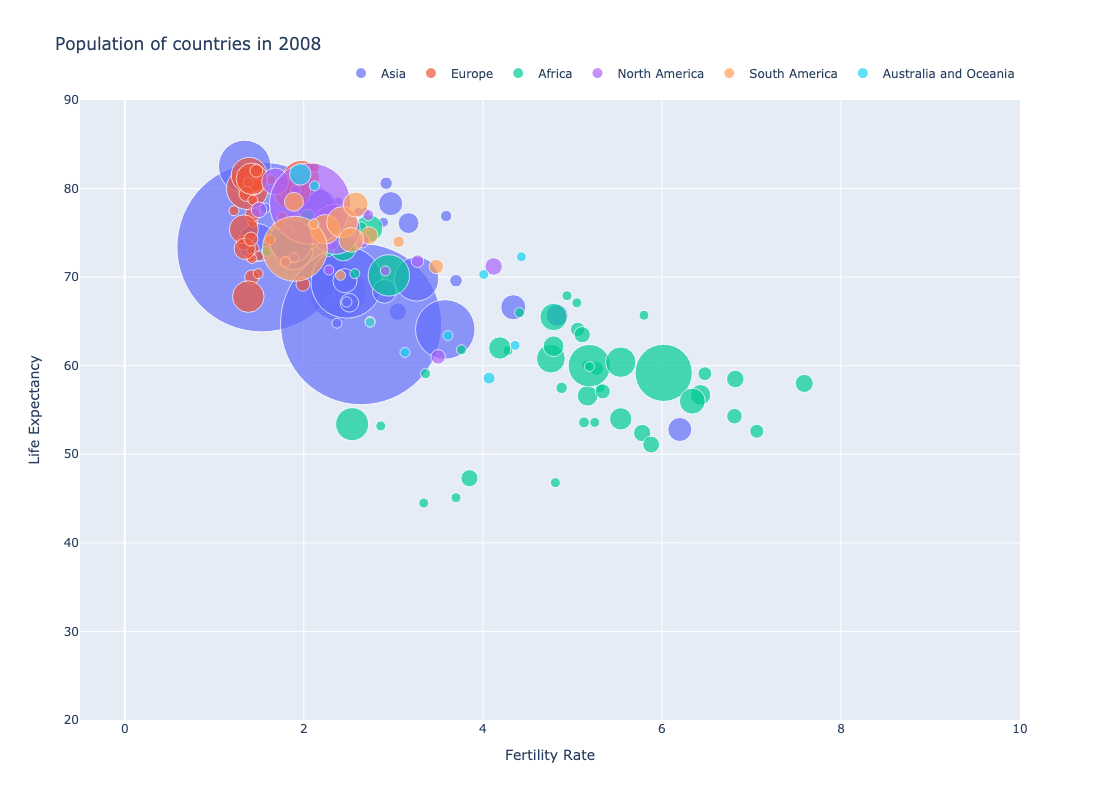 Population of countries in 2008
Asia Europe Africa North America South America Australia and Oceania
90
80
70
60
50
40
30
20
Life Expectancy
0 2 4 6 8 10
Fertility Rate